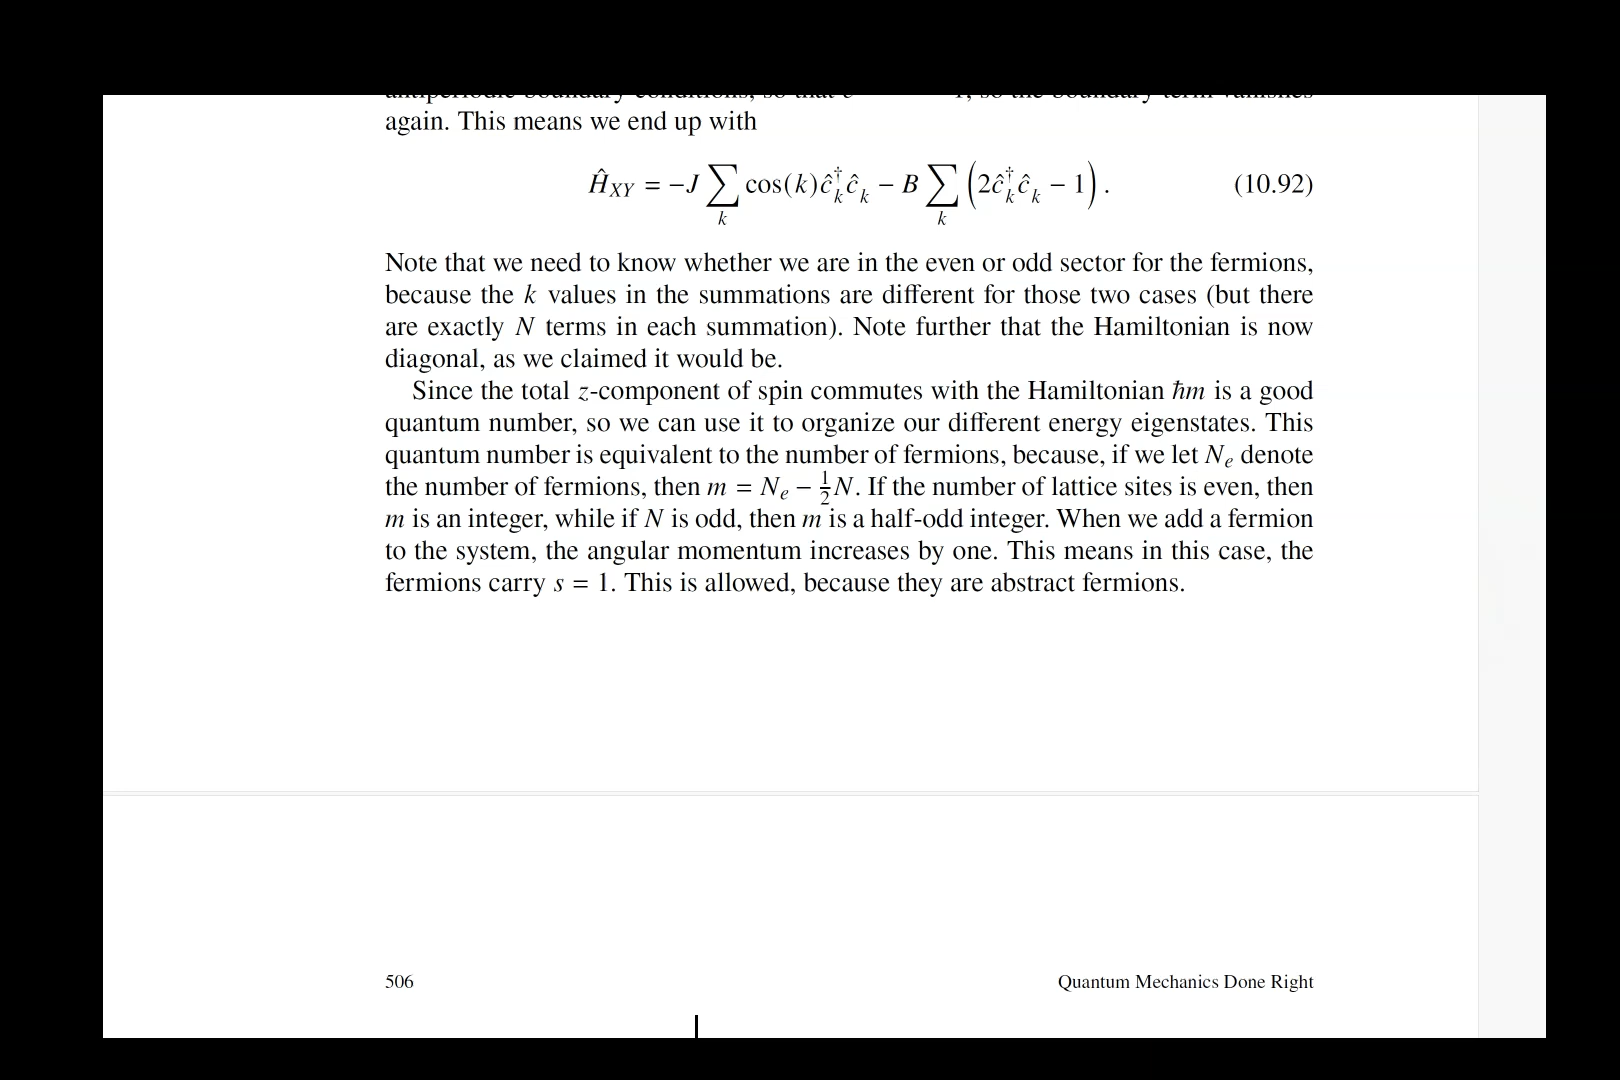 again. This means we end up with
Ĥ_XY = −J ∑_k cos(k)ĉ†_k ĉ_k − B ∑_k (2ĉ†_k ĉ_k − 1) . (10.92)
Note that we need to know whether we are in the even or odd sector for the fermions,
because the k values in the summations are different for those two cases (but there
are exactly N terms in each summation). Note further that the Hamiltonian is now
diagonal, as we claimed it would be.
Since the total z-component of spin commutes with the Hamiltonian ℏm is a good
quantum number, so we can use it to organize our different energy eigenstates. This
quantum number is equivalent to the number of fermions, because, if we let N_e denote
the number of fermions, then m = N_e − ½N. If the number of lattice sites is even, then
m is an integer, while if N is odd, then m is a half-odd integer. When we add a fermion
to the system, the angular momentum increases by one. This means in this case, the
fermions carry s = 1. This is allowed, because they are abstract fermions.
506
Quantum Mechanics Done Right